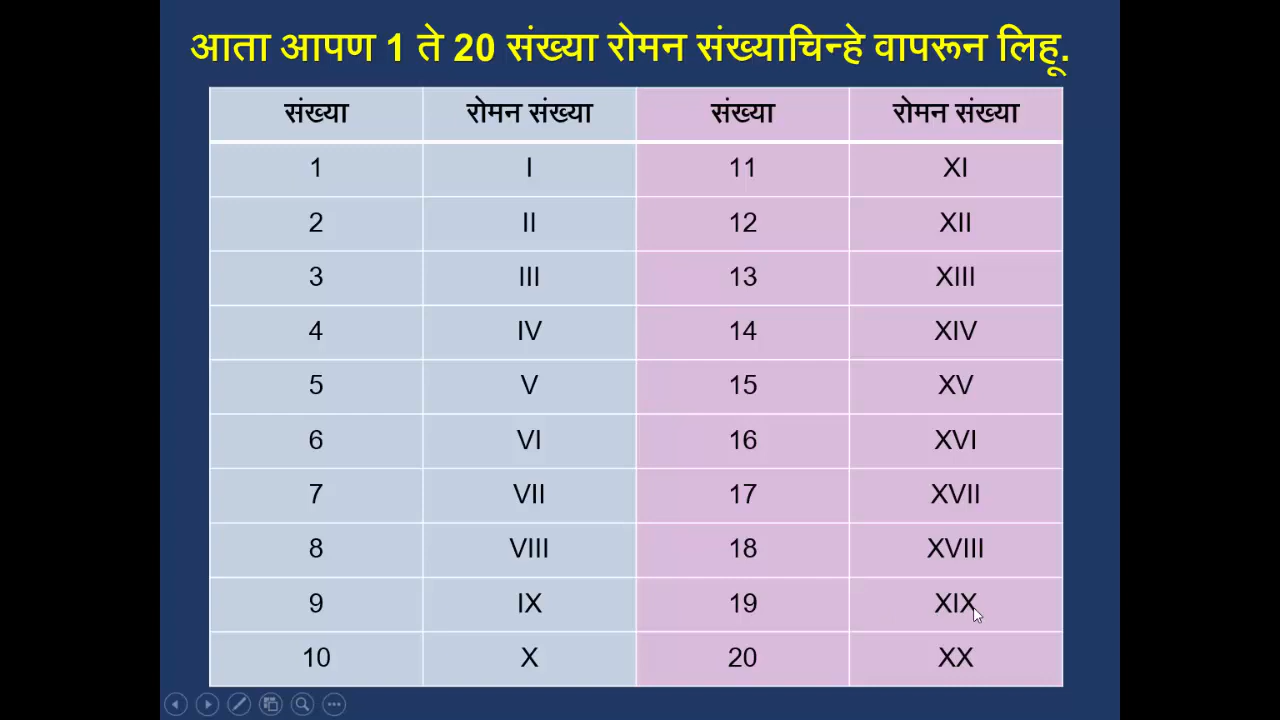 आता आपण 1 ते 20 संख्या रोमन संख्याचिन्हे वापरून लिहू.
संख्या रोमन संख्या संख्या रोमन संख्या
1 I 11 XI
2 II 12 XII
3 III 13 XIII
4 IV 14 XIV
5 V 15 XV
6 VI 16 XVI
7 VII 17 XVII
8 VIII 18 XVIII
9 IX 19 XIX
10 X 20 XX